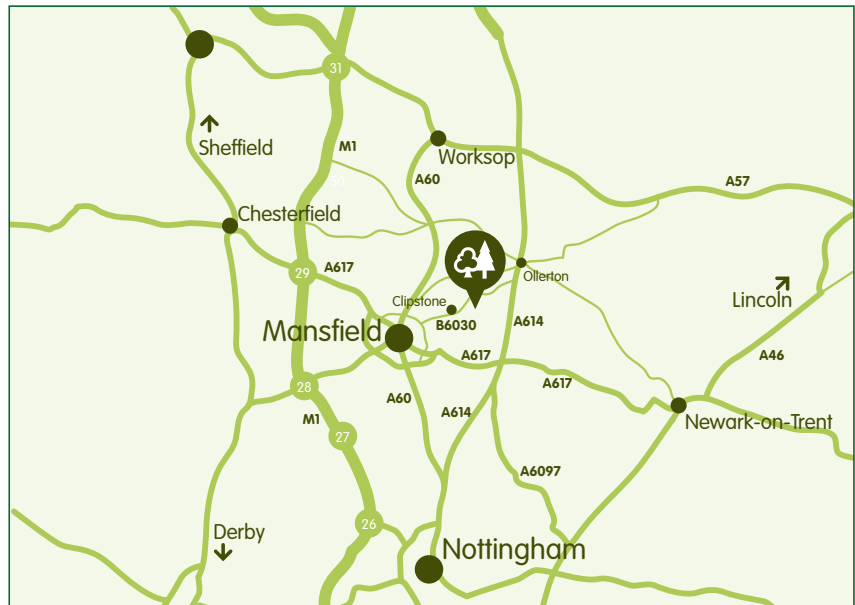 31
Sheffield
M1
Worksop
30
A60
A57
Chesterfield
29
A617
Ollerton
Clipstone
Lincoln
B6030
A614
Mansfield
A617
A46
A617
28
A60
A614
M1
Newark-on-Trent
27
A6097
26
Derby
Nottingham